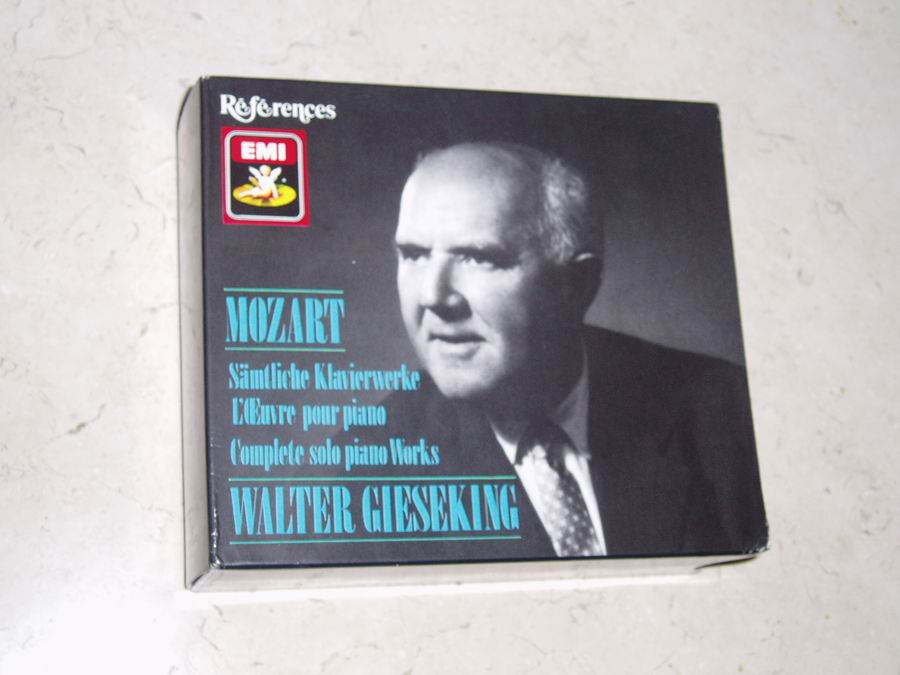 Références
EMI
MOZART
Sämtliche Klavierwerke
L'Œuvre pour piano
Complete solo piano Works
WALTER GIESEKING